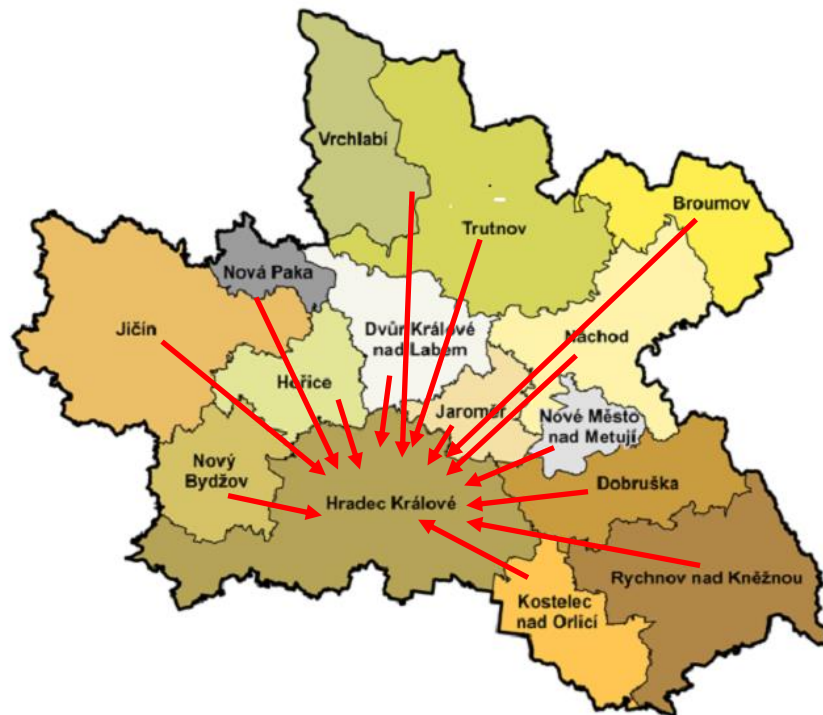 Vrchlabí
Broumov
Trutnov
Nová Paka
Jičín
Dvůr Králové
nad Labem
Náchod
Hořice
Jaroměř
Nové Město
nad Metují
Nový
Bydžov
Dobruška
Hradec Králové
Rychnov nad Kněžnou
Kostelec
nad Orlicí